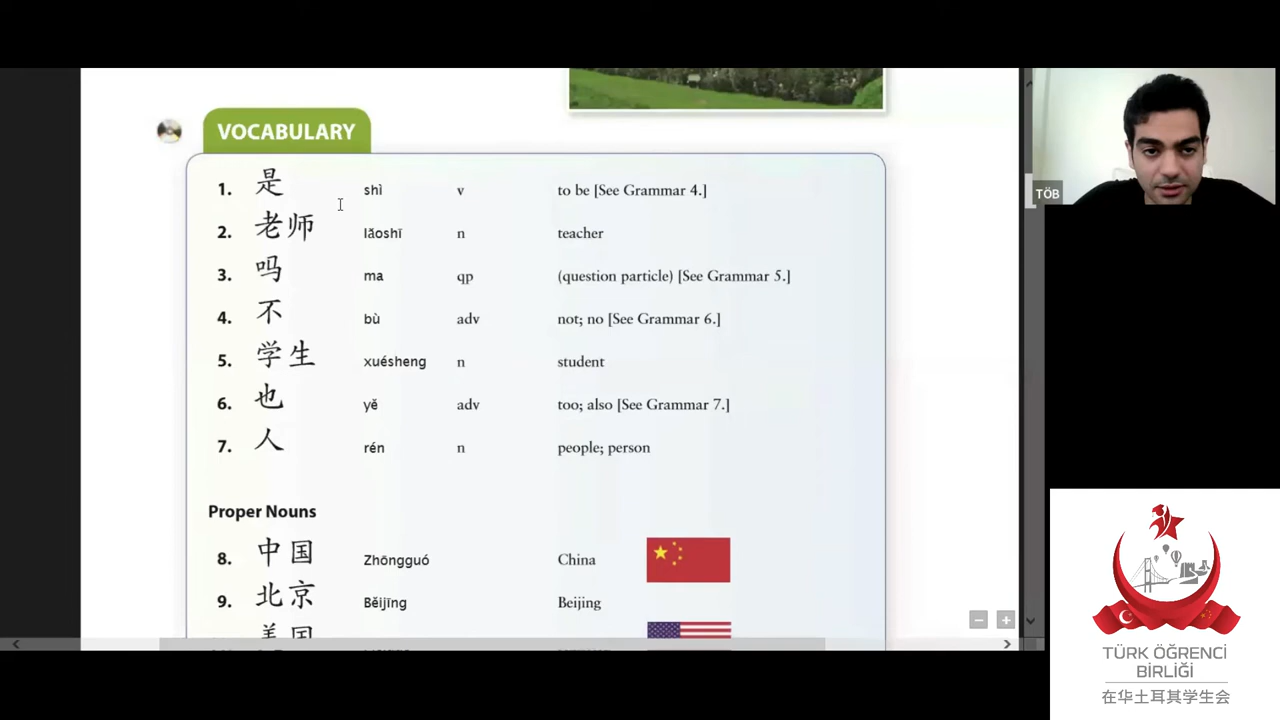 VOCABULARY
1. 是 shì v to be [See Grammar 4.]
2. 老师 lǎoshī n teacher
3. 吗 ma qp (question particle) [See Grammar 5.]
4. 不 bù adv not; no [See Grammar 6.]
5. 学生 xuésheng n student
6. 也 yě adv too; also [See Grammar 7.]
7. 人 rén n people; person
Proper Nouns
8. 中国 Zhōngguó China
9. 北京 Běijīng Beijing
TÖB
TÜRK ÖĞRENCİ
BİRLİĞİ
在华土耳其学生会